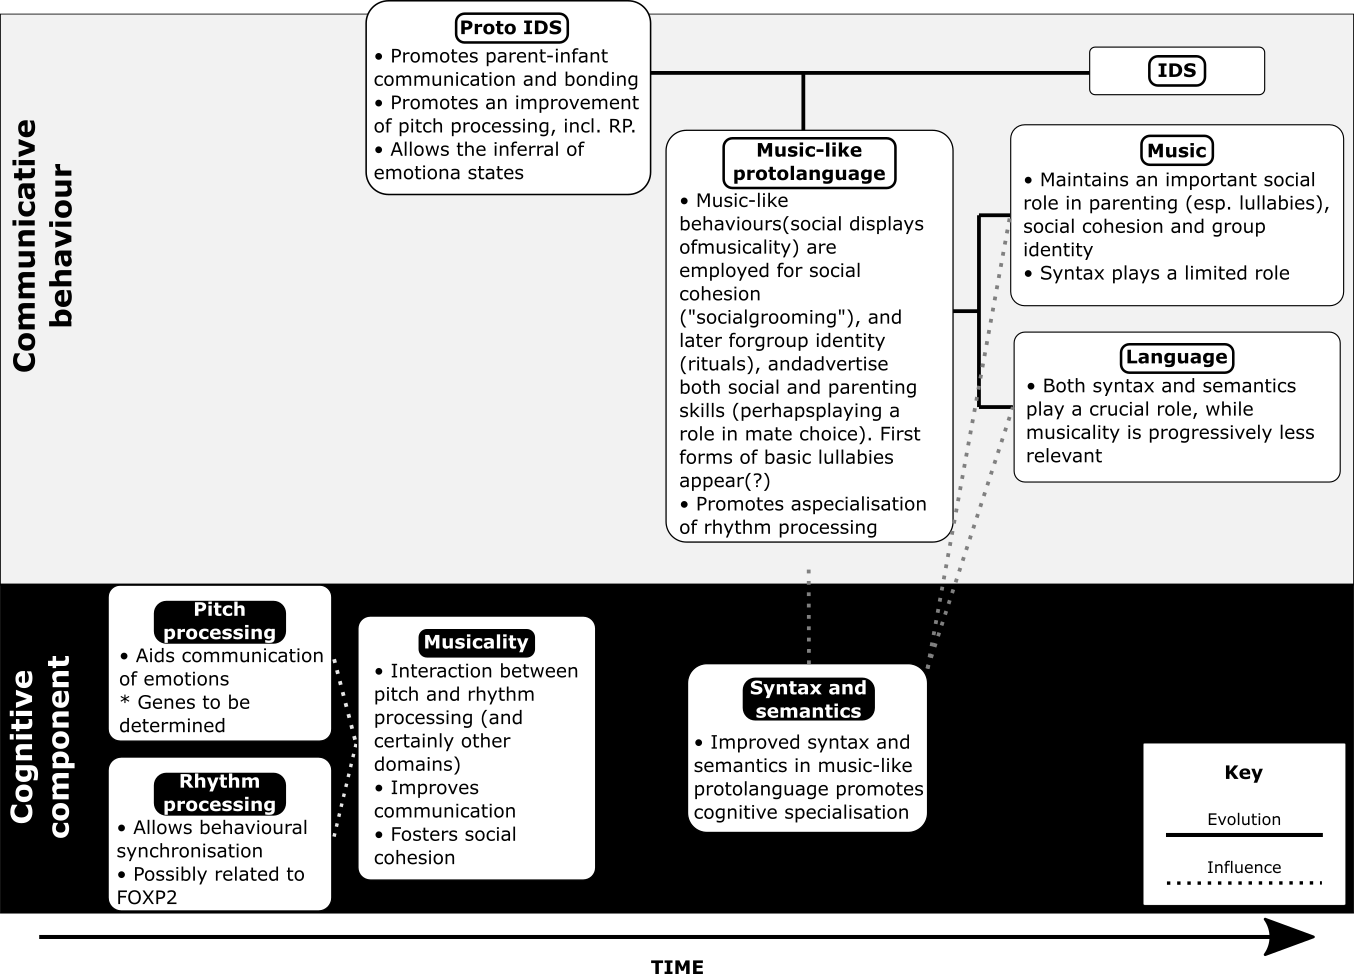 Communicative
behaviour
Proto IDS
• Promotes parent-infant
communication and bonding
• Promotes an improvement
of pitch processing, incl. RP.
• Allows the inferral of
emotiona states
IDS
Music-like
protolanguage
• Music-like
behaviours(social displays
ofmusicality) are
employed for social
cohesion
("socialgrooming"), and
later forgroup identity
(rituals), andadvertise
both social and parenting
skills (perhapsplaying a
role in mate choice). First
forms of basic lullabies
appear(?)
• Promotes aspecialisation
of rhythm processing
Music
• Maintains an important social
role in parenting (esp. lullabies),
social cohesion and group
identity
• Syntax plays a limited role
Language
• Both syntax and semantics
play a crucial role, while
musicality is progressively less
relevant
Cognitive
component
Pitch
processing
• Aids communication
of emotions
* Genes to be
determined
Rhythm
processing
• Allows behavioural
synchronisation
• Possibly related to
FOXP2
Musicality
• Interaction between
pitch and rhythm
processing (and
certainly other
domains)
• Improves
communication
• Fosters social
cohesion
Syntax and
semantics
• Improved syntax and
semantics in music-like
protolanguage promotes
cognitive specialisation
Key
Evolution
Influence
TIME